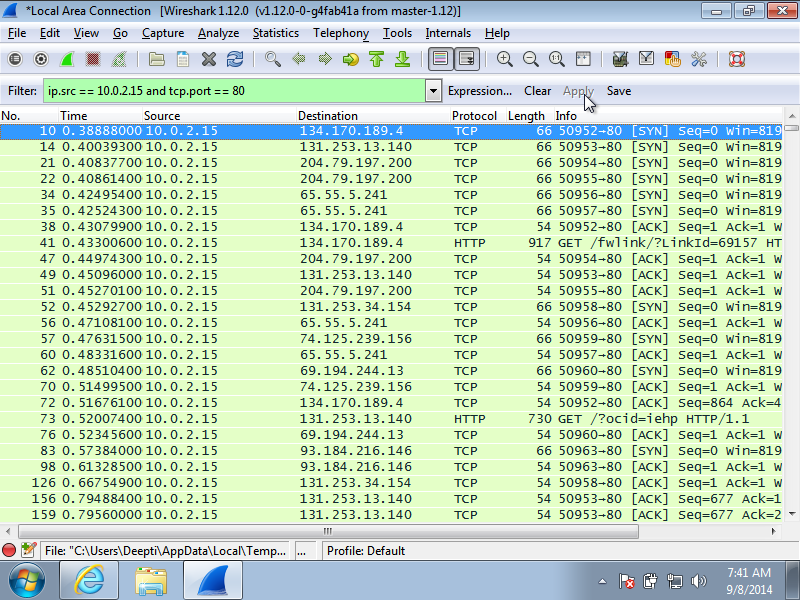 *Local Area Connection [Wireshark 1.12.0 (v1.12.0-0-g4fab41a from master-1.12)]
File Edit View Go Capture Analyze Statistics Telephony Tools Internals Help
Filter: ip.src == 10.0.2.15 and tcp.port == 80 Expression... Clear Apply Save
No. Time Source Destination Protocol Length Info
10 0.38888000 10.0.2.15 134.170.189.4 TCP 66 50952→80 [SYN] Seq=0 Win=819
14 0.40039300 10.0.2.15 131.253.13.140 TCP 66 50953→80 [SYN] Seq=0 Win=819
21 0.40837700 10.0.2.15 204.79.197.200 TCP 66 50954→80 [SYN] Seq=0 Win=819
22 0.40861400 10.0.2.15 204.79.197.200 TCP 66 50955→80 [SYN] Seq=0 Win=819
34 0.42495400 10.0.2.15 65.55.5.241 TCP 66 50956→80 [SYN] Seq=0 Win=819
35 0.42524300 10.0.2.15 65.55.5.241 TCP 66 50957→80 [SYN] Seq=0 Win=819
38 0.43079900 10.0.2.15 134.170.189.4 TCP 54 50952→80 [ACK] Seq=1 Ack=1 W
41 0.43300600 10.0.2.15 134.170.189.4 HTTP 917 GET /fwlink/?LinkId=69157 HT
47 0.44974300 10.0.2.15 204.79.197.200 TCP 54 50954→80 [ACK] Seq=1 Ack=1 W
49 0.45096000 10.0.2.15 131.253.13.140 TCP 54 50953→80 [ACK] Seq=1 Ack=1 W
51 0.45270100 10.0.2.15 204.79.197.200 TCP 54 50955→80 [ACK] Seq=1 Ack=1 W
52 0.45292700 10.0.2.15 131.253.34.154 TCP 66 50958→80 [SYN] Seq=0 Win=819
56 0.47108100 10.0.2.15 65.55.5.241 TCP 54 50956→80 [ACK] Seq=1 Ack=1 W
57 0.47631500 10.0.2.15 74.125.239.156 TCP 66 50959→80 [SYN] Seq=0 Win=819
60 0.48331600 10.0.2.15 65.55.5.241 TCP 54 50957→80 [ACK] Seq=1 Ack=1 W
62 0.48510400 10.0.2.15 69.194.244.13 TCP 66 50960→80 [SYN] Seq=0 Win=819
70 0.51499500 10.0.2.15 74.125.239.156 TCP 54 50959→80 [ACK] Seq=1 Ack=1 W
72 0.51676100 10.0.2.15 134.170.189.4 TCP 54 50952→80 [ACK] Seq=864 Ack=4
73 0.52007400 10.0.2.15 131.253.13.140 HTTP 730 GET /?ocid=iehp HTTP/1.1
76 0.52345600 10.0.2.15 69.194.244.13 TCP 54 50960→80 [ACK] Seq=1 Ack=1 W
83 0.57384000 10.0.2.15 93.184.216.146 TCP 66 50963→80 [SYN] Seq=0 Win=819
98 0.61328500 10.0.2.15 93.184.216.146 TCP 54 50963→80 [ACK] Seq=1 Ack=1 W
126 0.66754900 10.0.2.15 131.253.34.154 TCP 54 50958→80 [ACK] Seq=1 Ack=1 W
156 0.79488400 10.0.2.15 131.253.13.140 TCP 54 50953→80 [ACK] Seq=677 Ack=1
159 0.79560000 10.0.2.15 131.253.13.140 TCP 54 50953→80 [ACK] Seq=677 Ack=2
File: "C:\Users\Deepti\AppData\Local\Temp... ... Profile: Default
7:41 AM
9/8/2014